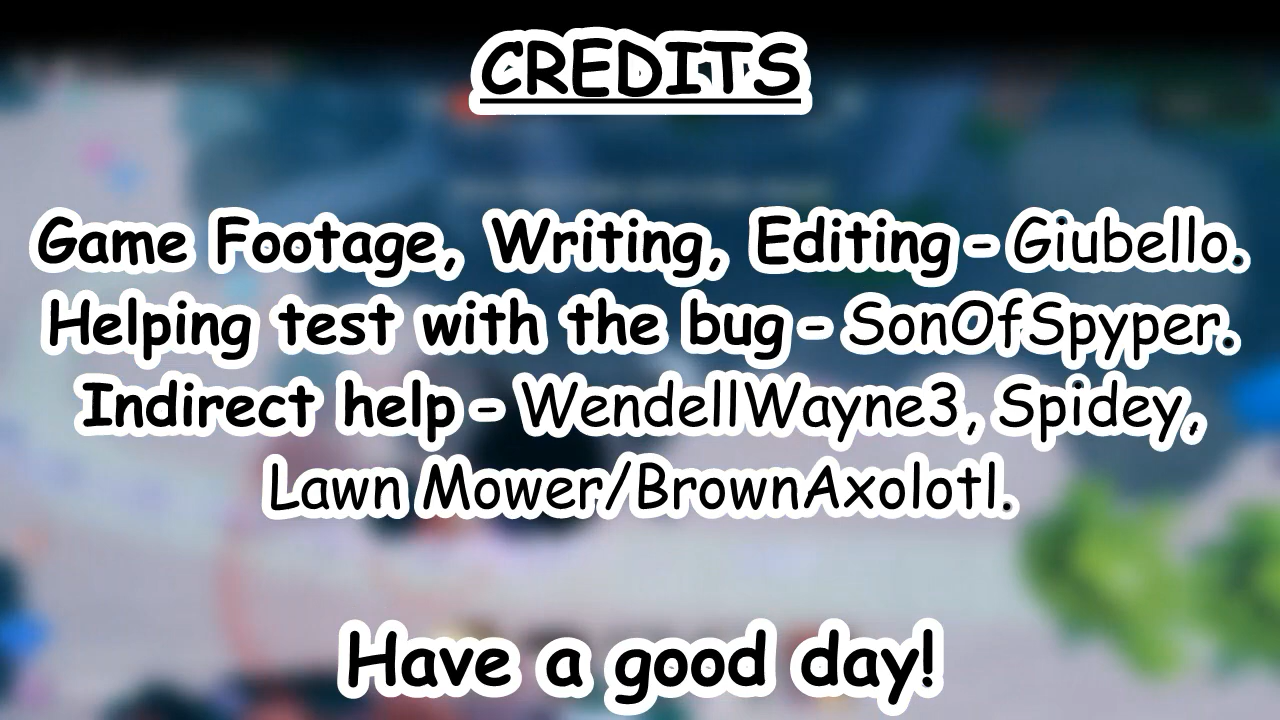 CREDITS
Game Footage, Writing, Editing - Giubello.
Helping test with the bug - SonOfSpyper.
Indirect help - WendellWayne3, Spidey,
Lawn Mower/BrownAxolotl.
Have a good day!